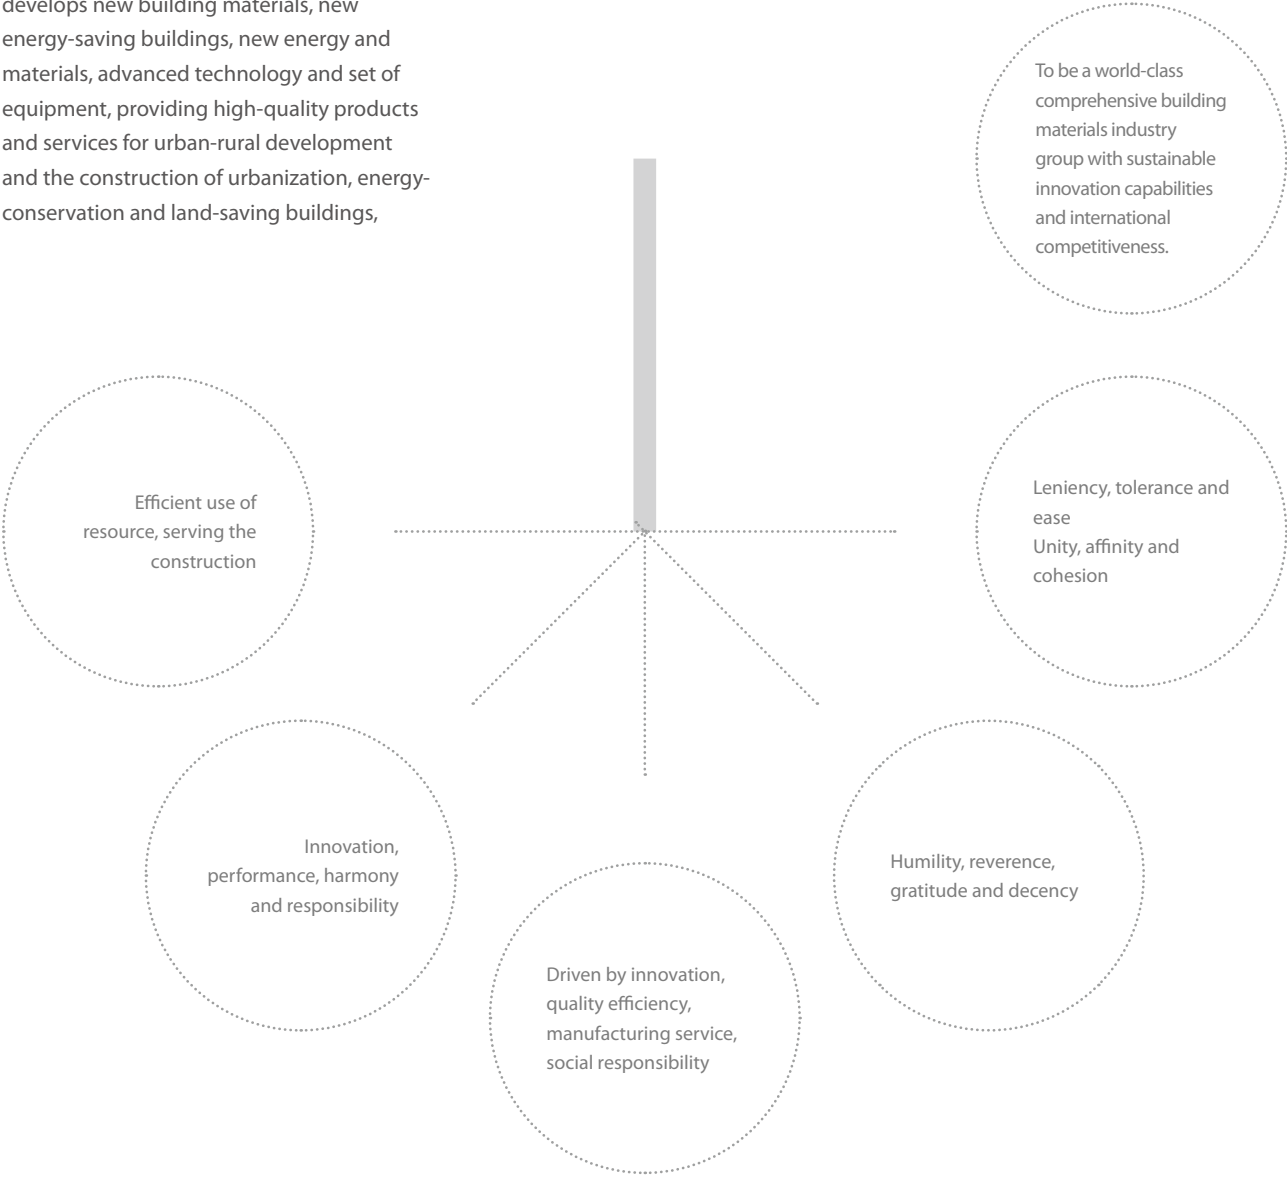 develops new building materials, new
energy-saving buildings, new energy and
materials, advanced technology and set of
equipment, providing high-quality products
and services for urban-rural development
and the construction of urbanization, energy-
conservation and land-saving buildings,
To be a world-class
comprehensive building
materials industry
group with sustainable
innovation capabilities
and international
competitiveness.
Efficient use of
resource, serving the
construction
Leniency, tolerance and
ease
Unity, affinity and
cohesion
Innovation,
performance, harmony
and responsibility
Humility, reverence,
gratitude and decency
Driven by innovation,
quality efficiency,
manufacturing service,
social responsibility